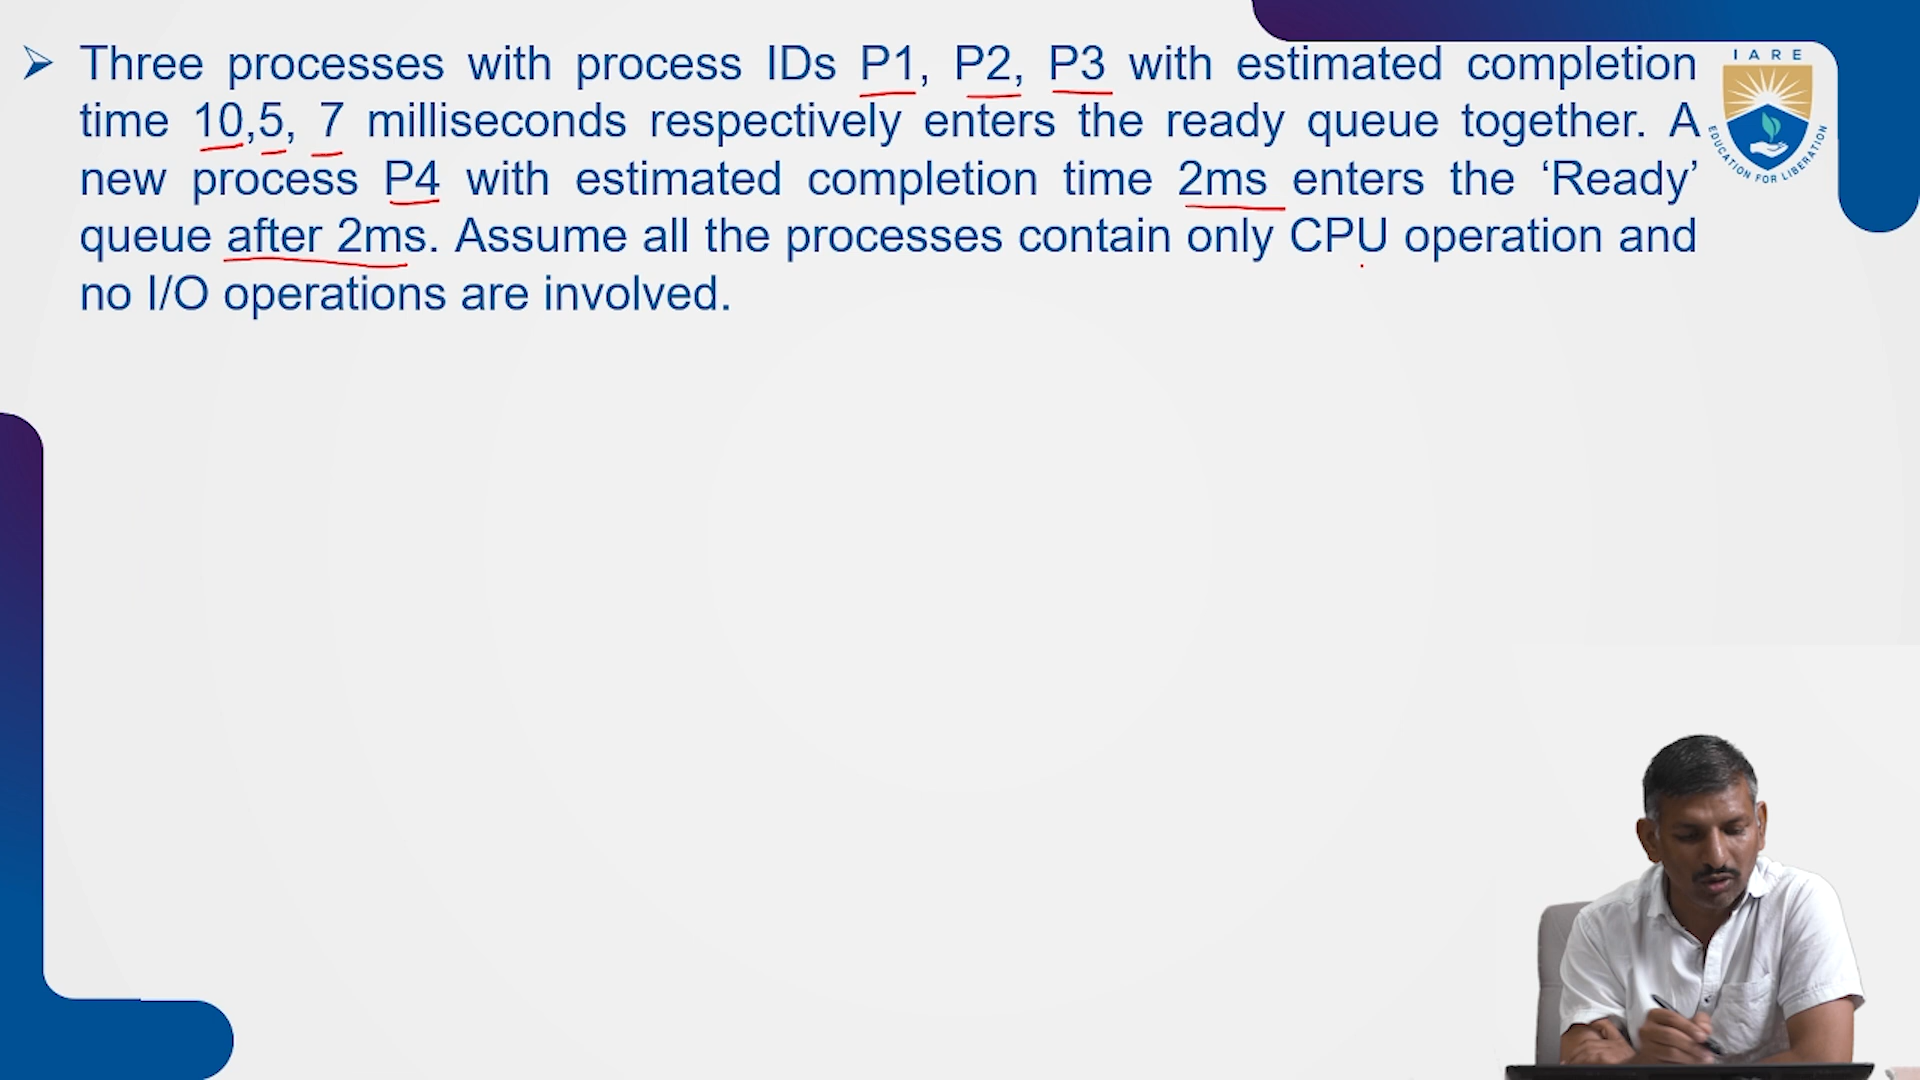 Three processes with process IDs P1, P2, P3 with estimated completion
time 10,5, 7 milliseconds respectively enters the ready queue together. A
new process P4 with estimated completion time 2ms enters the ‘Ready’
queue after 2ms. Assume all the processes contain only CPU operation and
no I/O operations are involved.
IARE
EDUCATION FOR LIBERATION